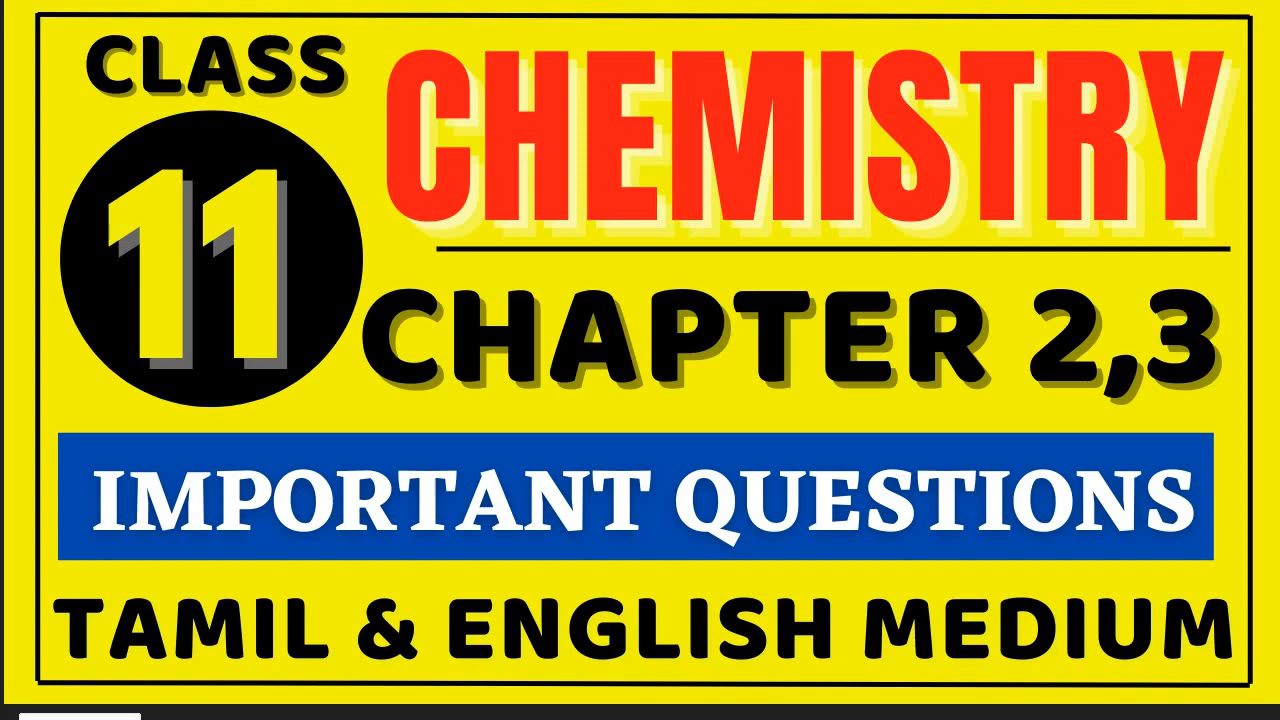 CLASS
11
CHEMISTRY
CHAPTER 2,3
IMPORTANT QUESTIONS
TAMIL & ENGLISH MEDIUM